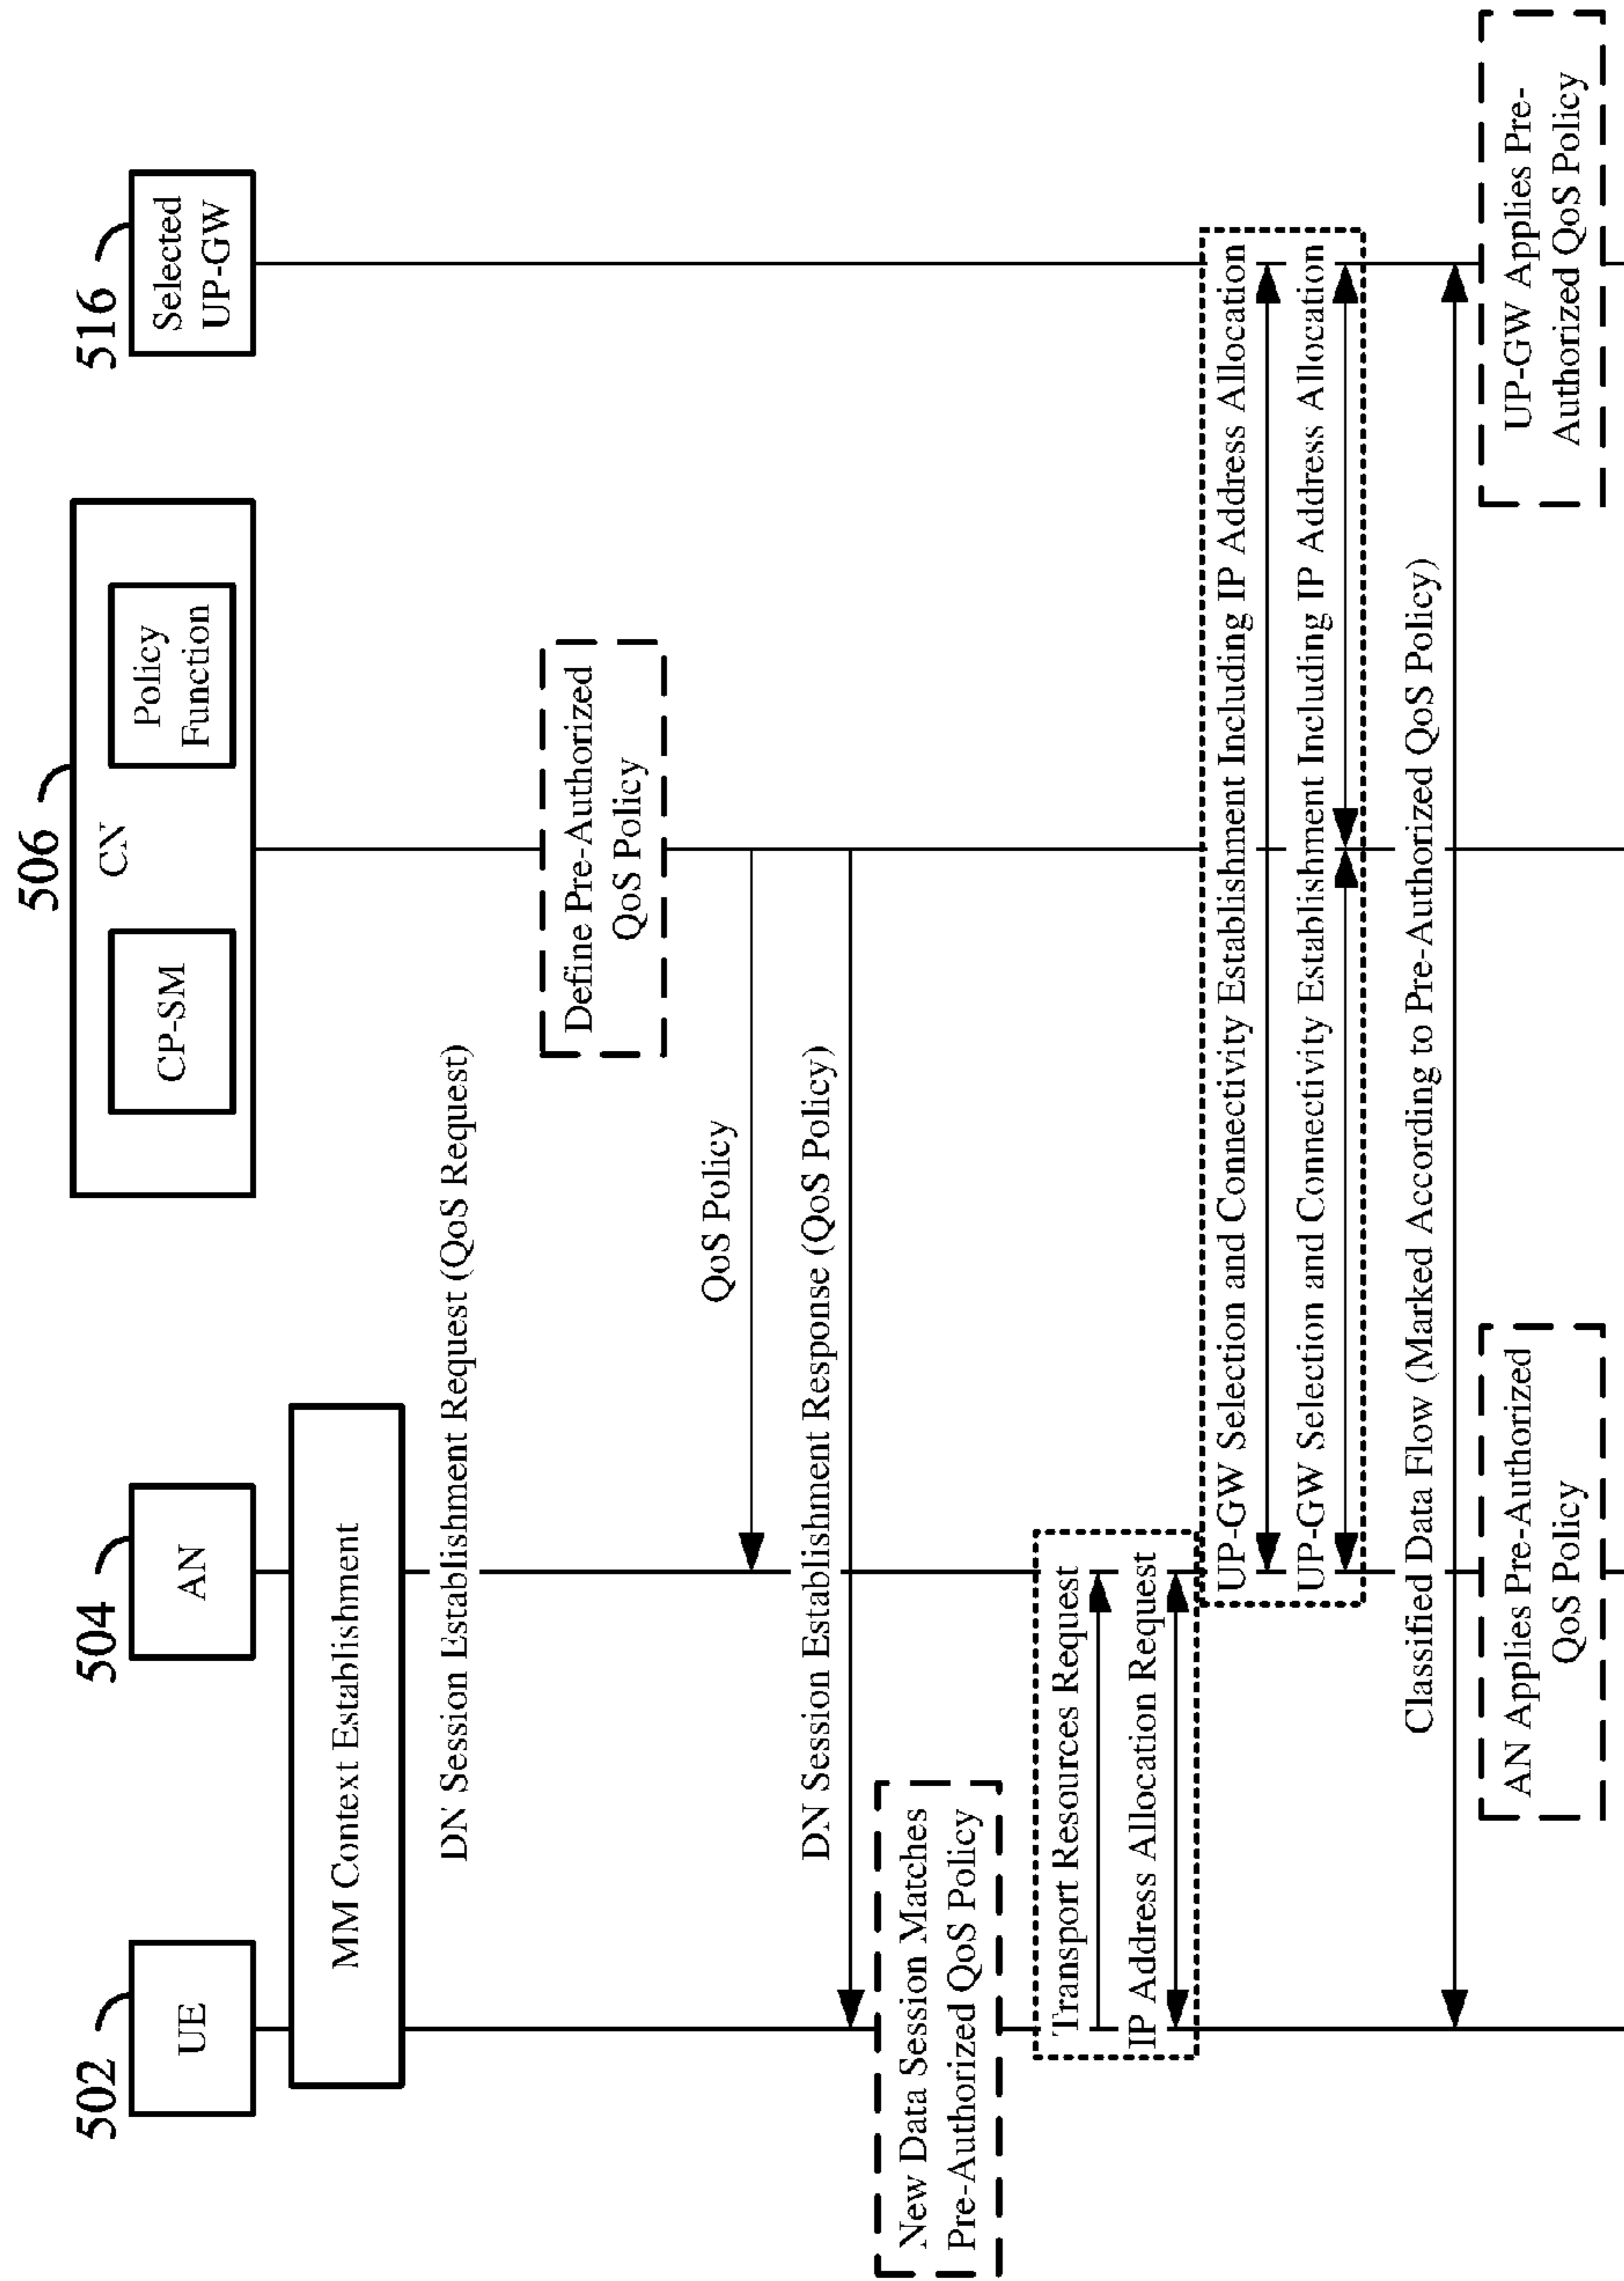 502
UE
504
AN
506
CN
CP-SM
Policy
Function
516
Selected
UP-GW
MM Context Establishment
DN Session Establishment Request (QoS Request)
Define Pre-Authorized
QoS Policy
QoS Policy
DN Session Establishment Response (QoS Policy)
New Data Session Matches
Pre-Authorized QoS Policy
Transport Resources Request
IP Address Allocation Request
UP-GW Selection and Connectivity Establishment Including IP Address Allocation
UP-GW Selection and Connectivity Establishment Including IP Address Allocation
Classified Data Flow (Marked According to Pre-Authorized QoS Policy)
AN Applies Pre-Authorized
QoS Policy
UP-GW Applies Pre-
Authorized QoS Policy